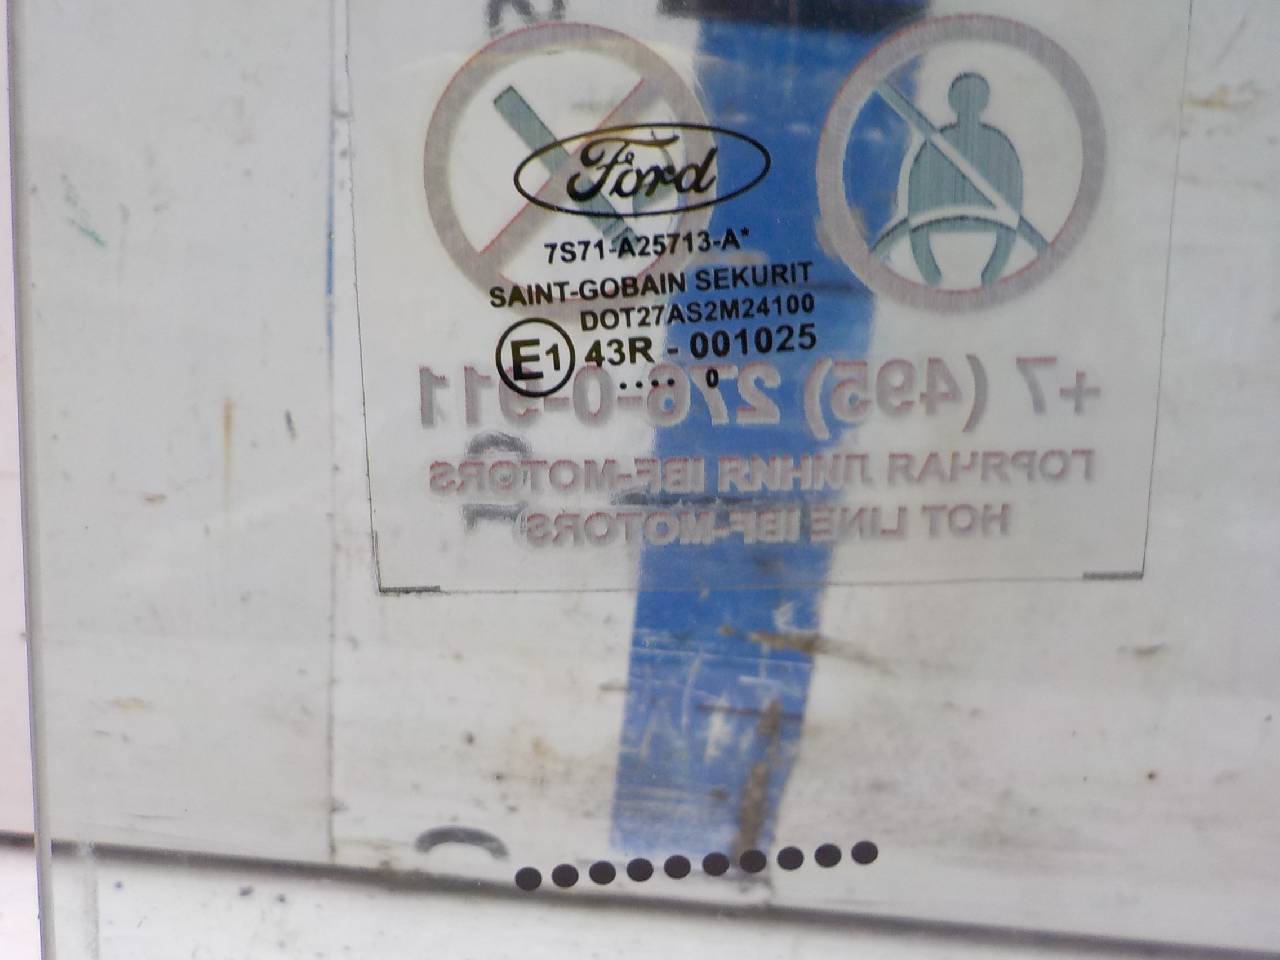 Ford
7S71-A25713-A*
SAINT-GOBAIN SEKURIT
DOT27AS2M24100
E1 43R - 001025
.... 0
+7 (495) 276-0-911
ГОРЯЧАЯ ЛИНИЯ IBF-MOTORS
HOT LINE IBF-MOTORS